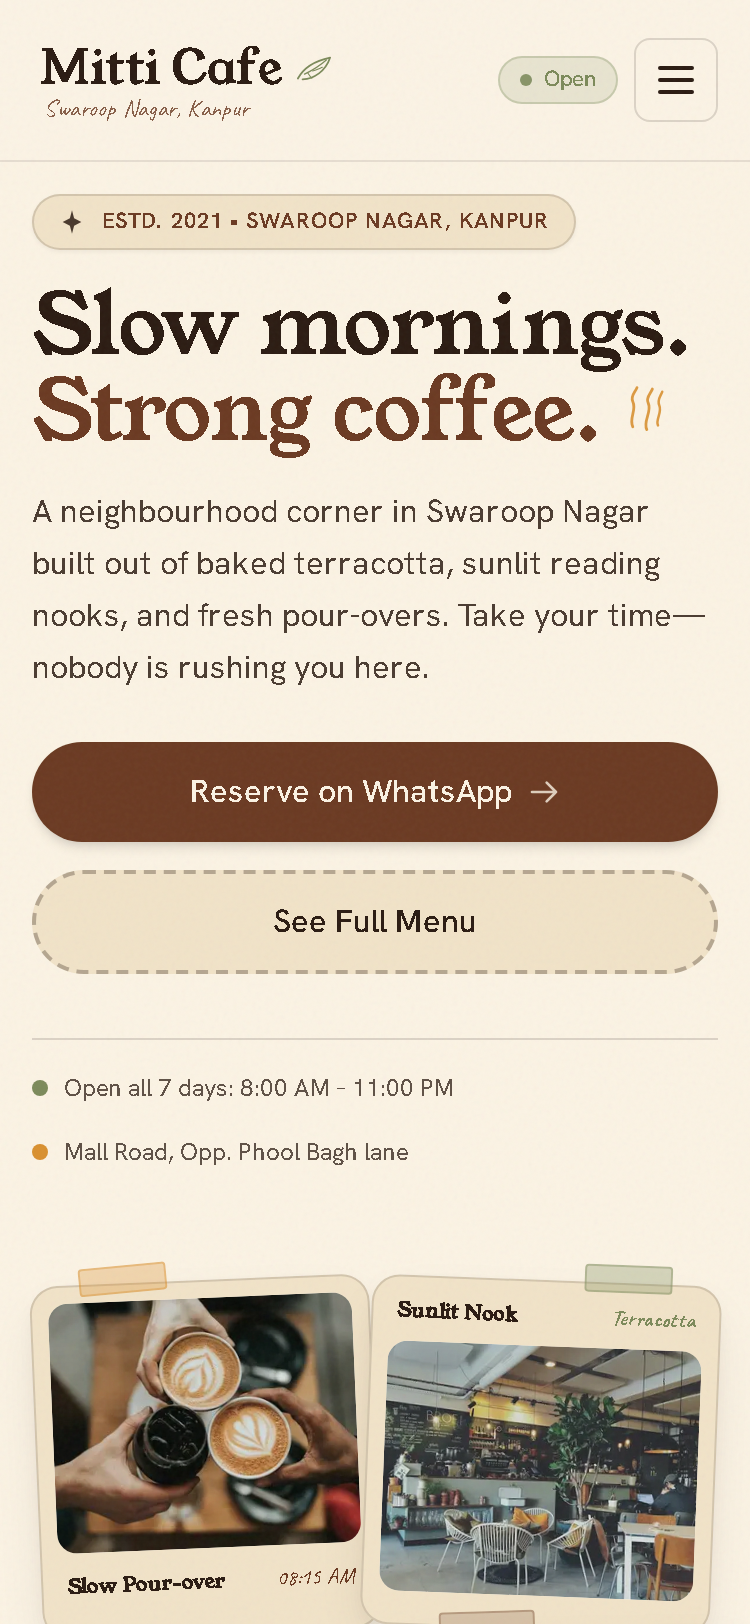 Mitti Cafe
Swaroop Nagar, Kanpur
Open
ESTD. 2021 • SWAROOP NAGAR, KANPUR
Slow mornings.
Strong coffee.
A neighbourhood corner in Swaroop Nagar
built out of baked terracotta, sunlit reading
nooks, and fresh pour-overs. Take your time—
nobody is rushing you here.
Reserve on WhatsApp →
See Full Menu
Open all 7 days: 8:00 AM – 11:00 PM
Mall Road, Opp. Phool Bagh lane
Sunlit Nook
Terracotta
Slow Pour-over
08:15 AM